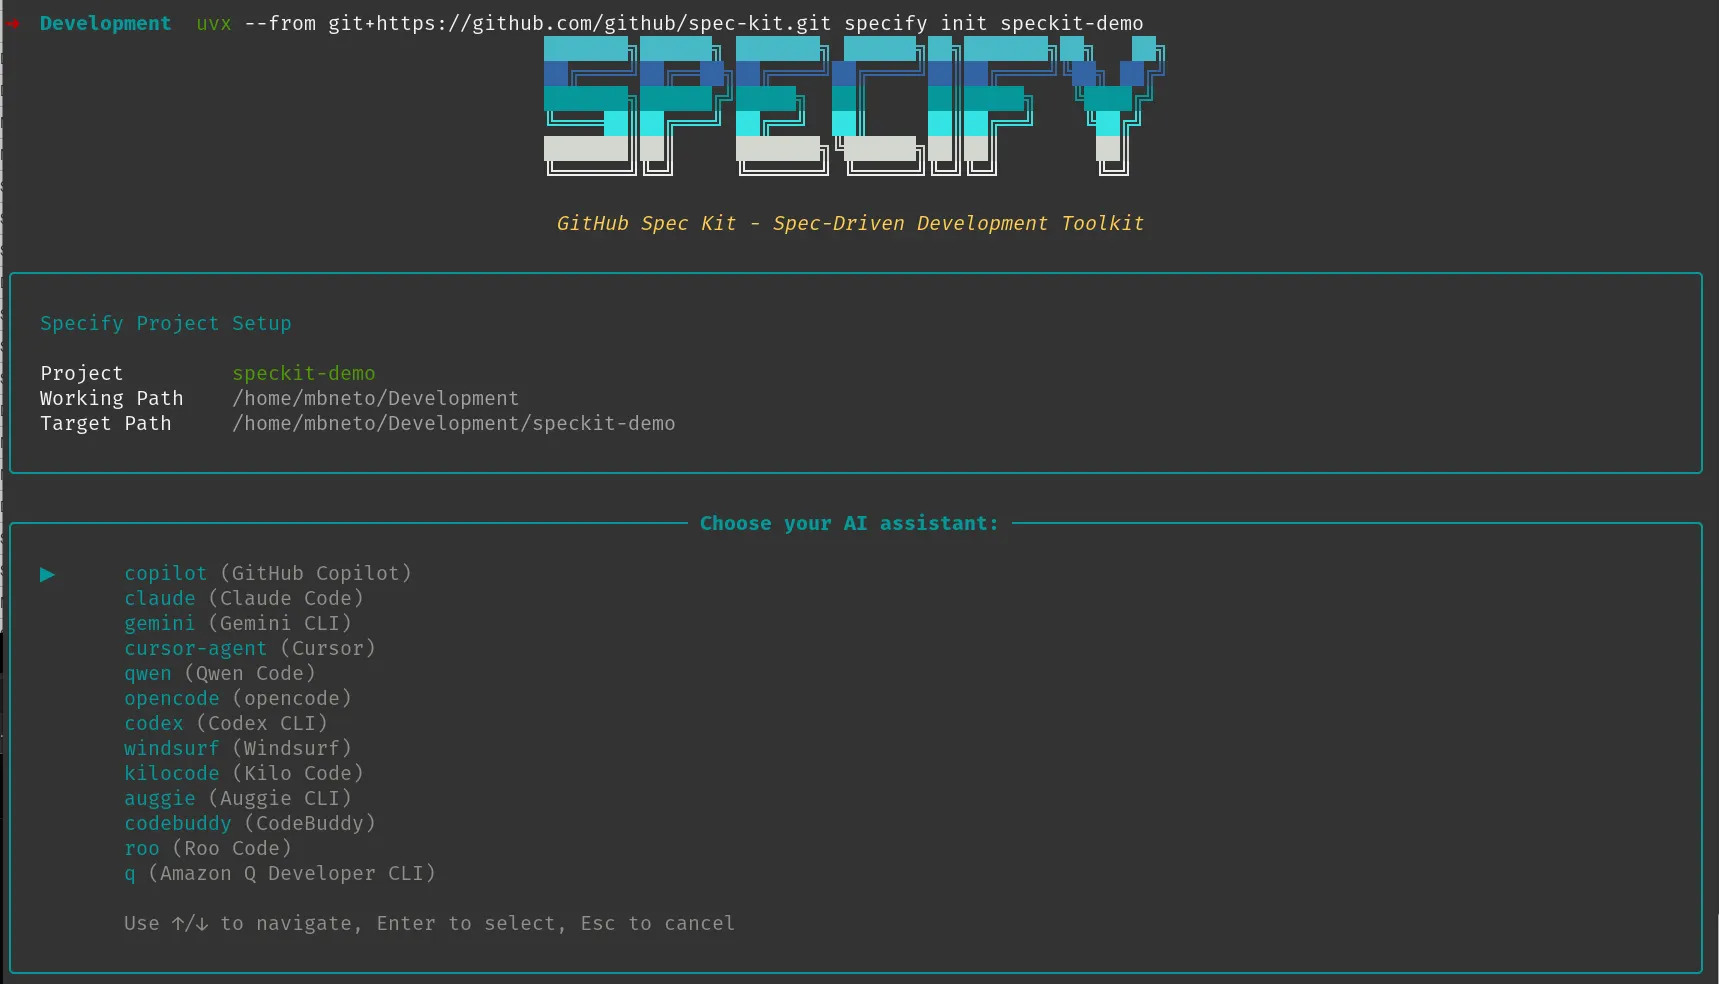 → Development uvx --from git+https://github.com/github/spec-kit.git specify init speckit-demo
SPECIFY
GitHub Spec Kit - Spec-Driven Development Toolkit
Specify Project Setup
Project speckit-demo
Working Path /home/mbneto/Development
Target Path /home/mbneto/Development/speckit-demo
Choose your AI assistant:
▶ copilot (GitHub Copilot)
claude (Claude Code)
gemini (Gemini CLI)
cursor-agent (Cursor)
qwen (Qwen Code)
opencode (opencode)
codex (Codex CLI)
windsurf (Windsurf)
kilocode (Kilo Code)
auggie (Auggie CLI)
codebuddy (CodeBuddy)
roo (Roo Code)
q (Amazon Q Developer CLI)
Use ↑/↓ to navigate, Enter to select, Esc to cancel